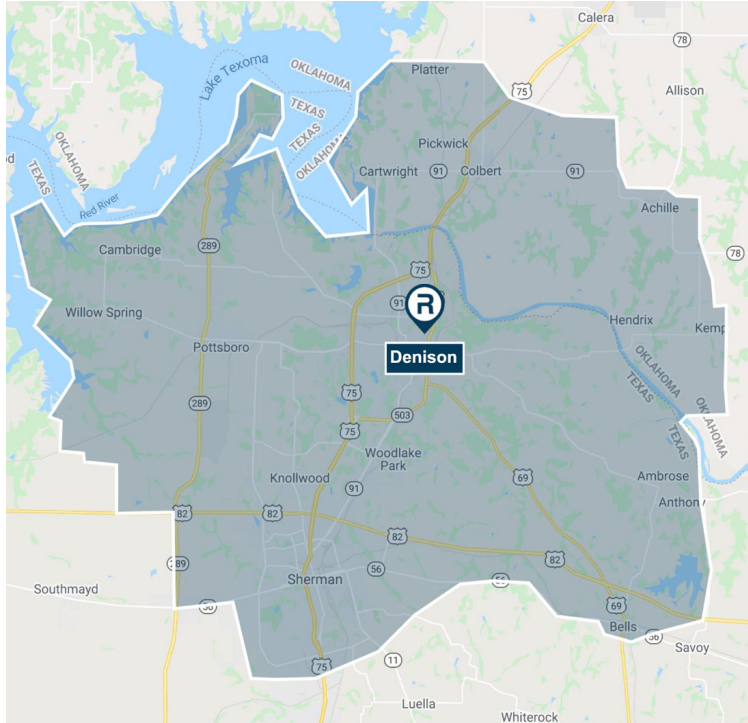 Calera
78
Lake Texoma
OKLAHOMA
TEXAS
Platter
75
Allison
TEXAS
OKLAHOMA
Pickwick
OKLAHOMA
TEXAS
Cartwright
91
Colbert
91
Red River
Achille
Cambridge
289
78
75
91
R
Willow Spring
Hendrix
Kemp
Pottsboro
Denison
OKLAHOMA
TEXAS
75
289
503
OKLAHOMA
TEXAS
75
Woodlake
Park
Knollwood
91
69
Ambrose
Anthony
82
82
82
82
289
56
Sherman
56
Southmayd
56
69
Bells
56
Savoy
75
11
Luella
Whiterock